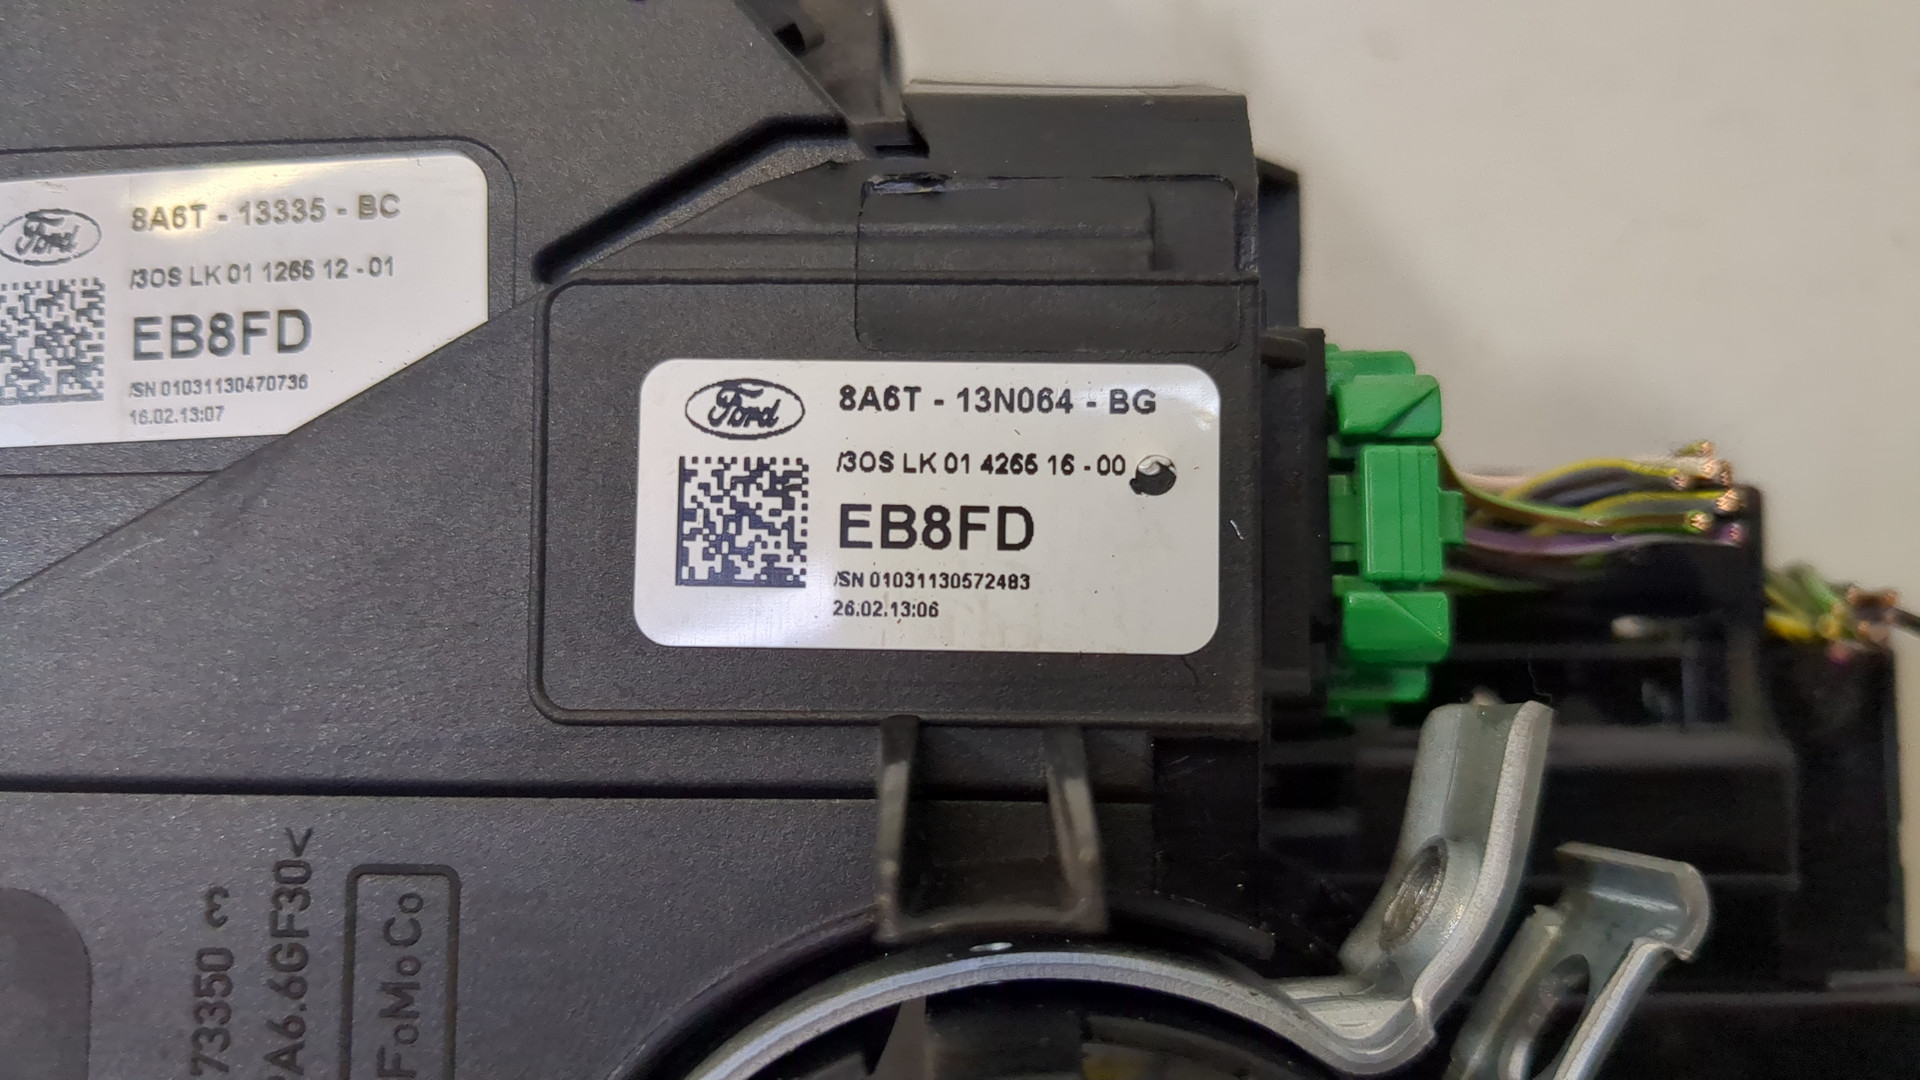 Ford
8A6T - 13335 - BC
/3OS LK 01 1265 12 - 01
EB8FD
/SN 01031130470736
16.02.13:07
Ford
8A6T - 13N064 - BG
/3OS LK 01 4265 16 - 00
EB8FD
/SN 01031130572483
26.02.13:06
73350
PA6.6GF30<
FoMoCo